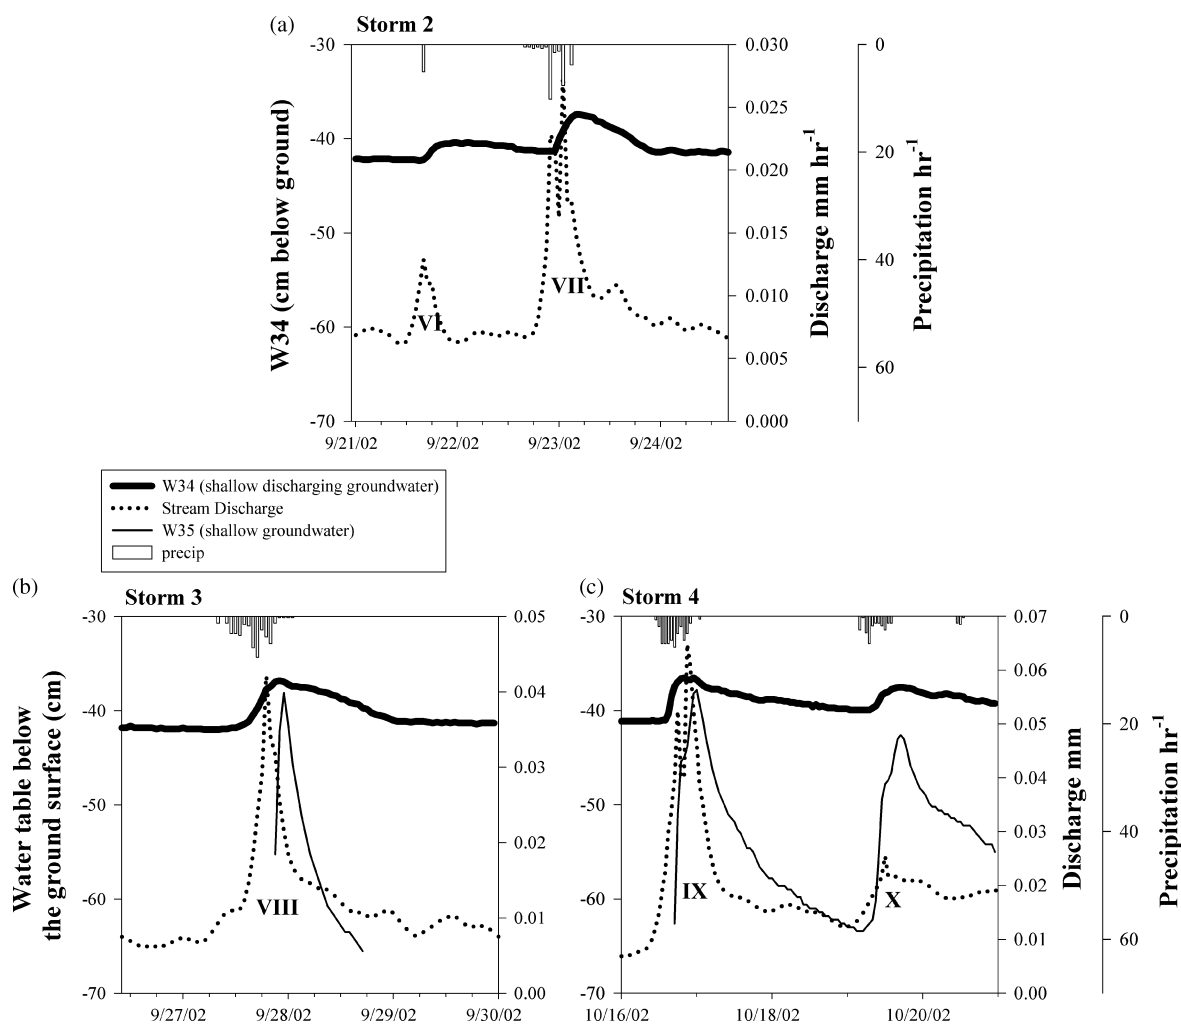 (a) Storm 2
-30
-40
-50
-60
-70
W34 (cm below ground)
0.030
0.025
0.020
0.015
0.010
0.005
0.000
Discharge mm hr-1
0
20
40
60
Precipitation hr-1
VI
VII
9/21/02 9/22/02 9/23/02 9/24/02
W34 (shallow discharging groundwater)
Stream Discharge
W35 (shallow groundwater)
precip
(b) Storm 3
-30
-40
-50
-60
-70
Water table below
the ground surface (cm)
0.05
0.04
0.03
0.02
0.01
0.00
VIII
9/27/02 9/28/02 9/29/02 9/30/02
(c) Storm 4
-30
-40
-50
-60
-70
0.07
0.06
0.05
0.04
0.03
0.02
0.01
0.00
Discharge mm
0
20
40
60
Precipitation hr-1
IX
X
10/16/02 10/18/02 10/20/02